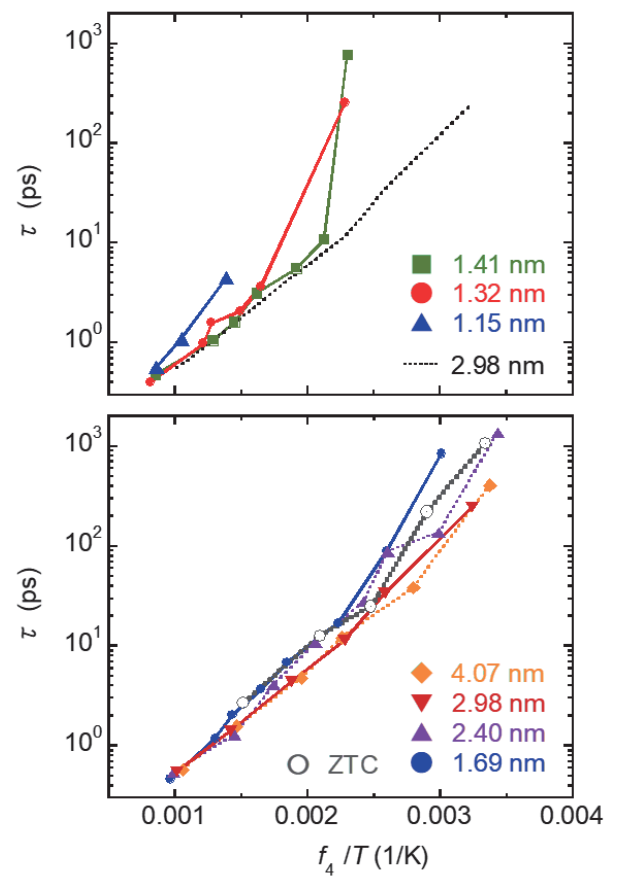 10³
10²
10¹
10⁰
τ (ps)
1.41 nm
1.32 nm
1.15 nm
2.98 nm
10³
10²
10¹
10⁰
τ (ps)
4.07 nm
2.98 nm
2.40 nm
ZTC
1.69 nm
0.001 0.002 0.003 0.004
f₄/T (1/K)